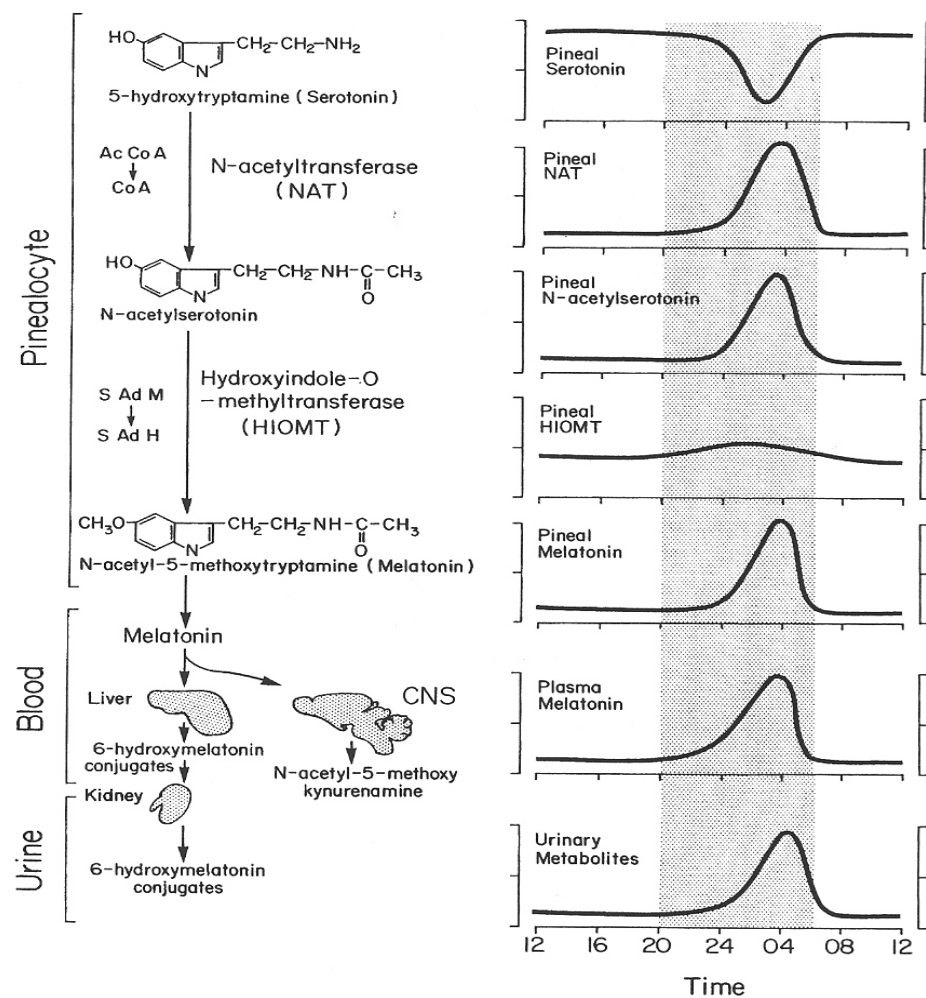 Pinealocyte
HO
N
CH2-CH2-NH2
5-hydroxytryptamine (Serotonin)
Ac Co A
CoA
N-acetyltransferase
(NAT)
HO
N
CH2-CH2-NH-C-CH3
O
N-acetylserotonin
S Ad M
S Ad H
Hydroxyindole-O
-methyltransferase
(HIOMT)
CH3O
N
CH2-CH2-NH-C-CH3
O
N-acetyl-5-methoxytryptamine (Melatonin)
Blood
Melatonin
Liver
CNS
6-hydroxymelatonin
conjugates
N-acetyl-5-methoxy
kynurenamine
Urine
Kidney
6-hydroxymelatonin
conjugates
Pineal
Serotonin
Pineal
NAT
Pineal
N-acetylserotonin
Pineal
HIOMT
Pineal
Melatonin
Plasma
Melatonin
Urinary
Metabolites
12 16 20 24 04 08 12
Time